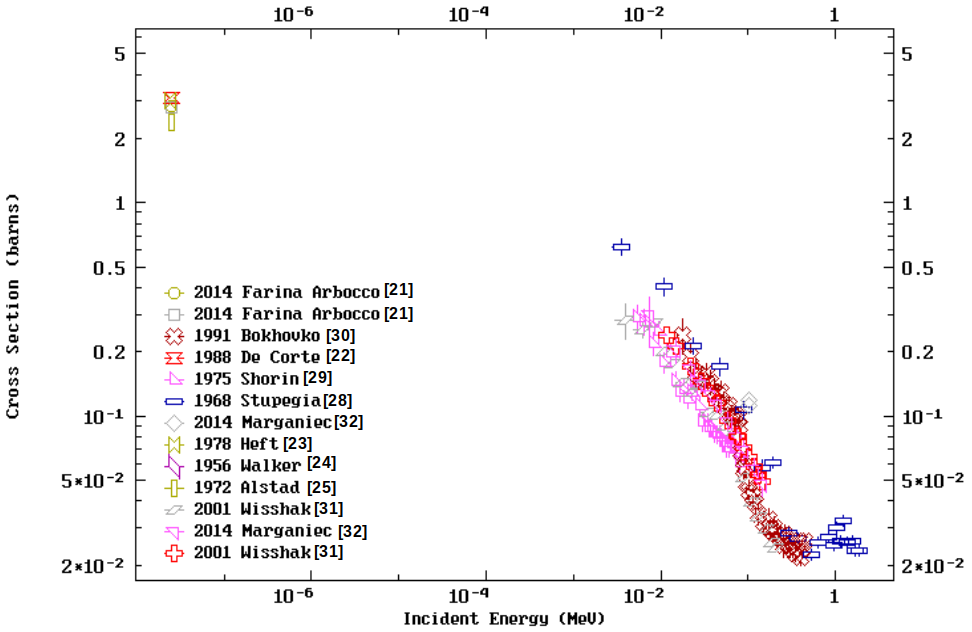 10-6 10-4 10-2 1
5 5
2 2
1 1
0.5 0.5
0.2 0.2
10-1 10-1
5×10-2 5×10-2
2×10-2 2×10-2
Cross Section (barns)
2014 Farina Arbocco [21]
2014 Farina Arbocco [21]
1991 Bokhovko [30]
1988 De Corte [22]
1975 Shorin [29]
1968 Stupegia [28]
2014 Marganiec [32]
1978 Heft [23]
1956 Walker [24]
1972 Alstad [25]
2001 Wisshak [31]
2014 Marganiec [32]
2001 Wisshak [31]
10-6 10-4 10-2 1
Incident Energy (MeV)